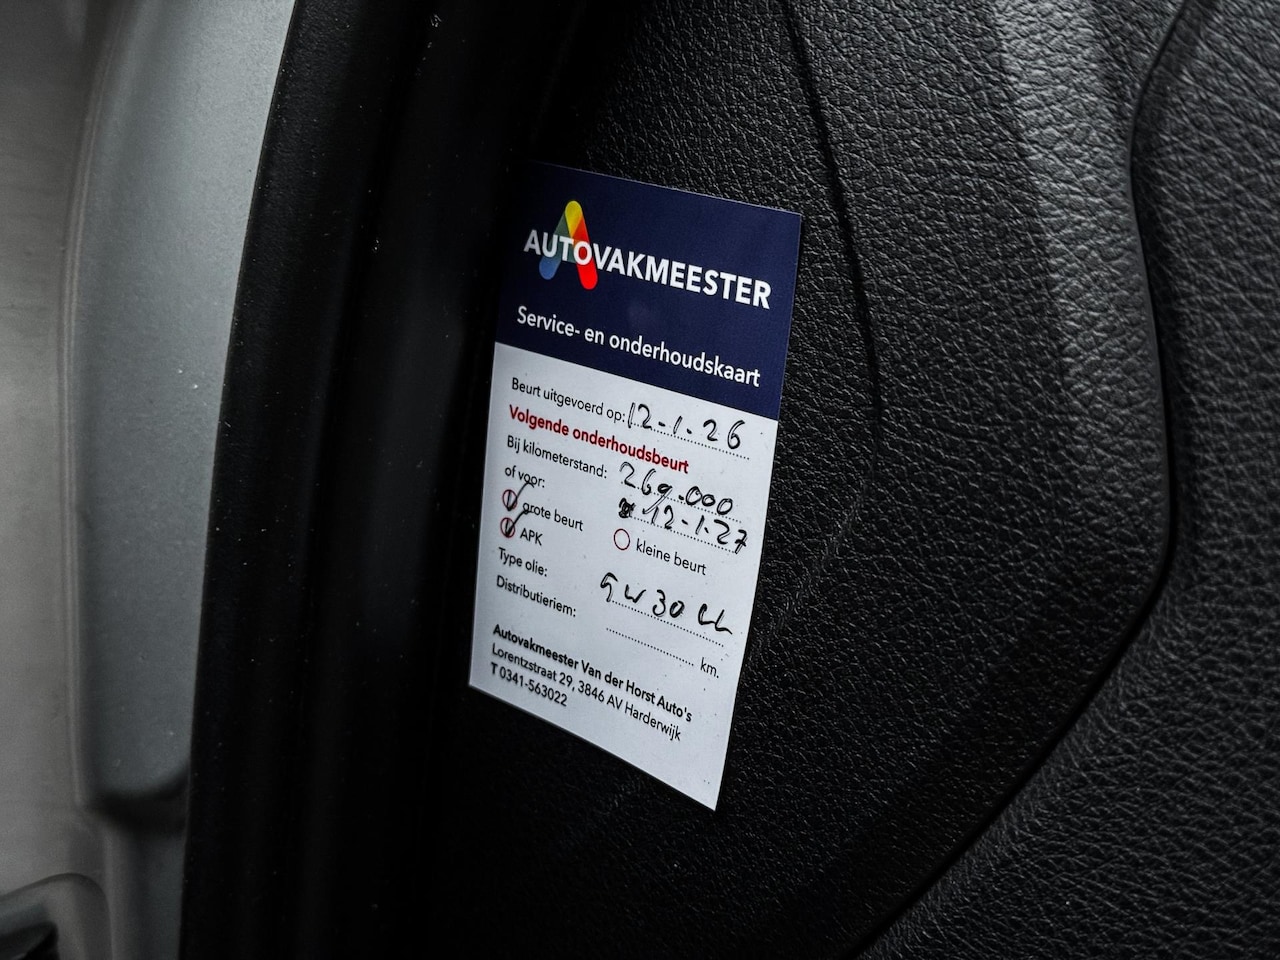 AUTOVAKMEESTER
Service- en onderhoudskaart
Beurt uitgevoerd op: 12-1-26
Volgende onderhoudsbeurt
Bij kilometerstand: 269.000
of voor: 12-1-27
grote beurt
APK
kleine beurt
Type olie: W30 LL
Distributieriem: km.
Autovakmeester Van der Horst Auto's
Lorentzstraat 29, 3846 AV Harderwijk
T 0341-563022